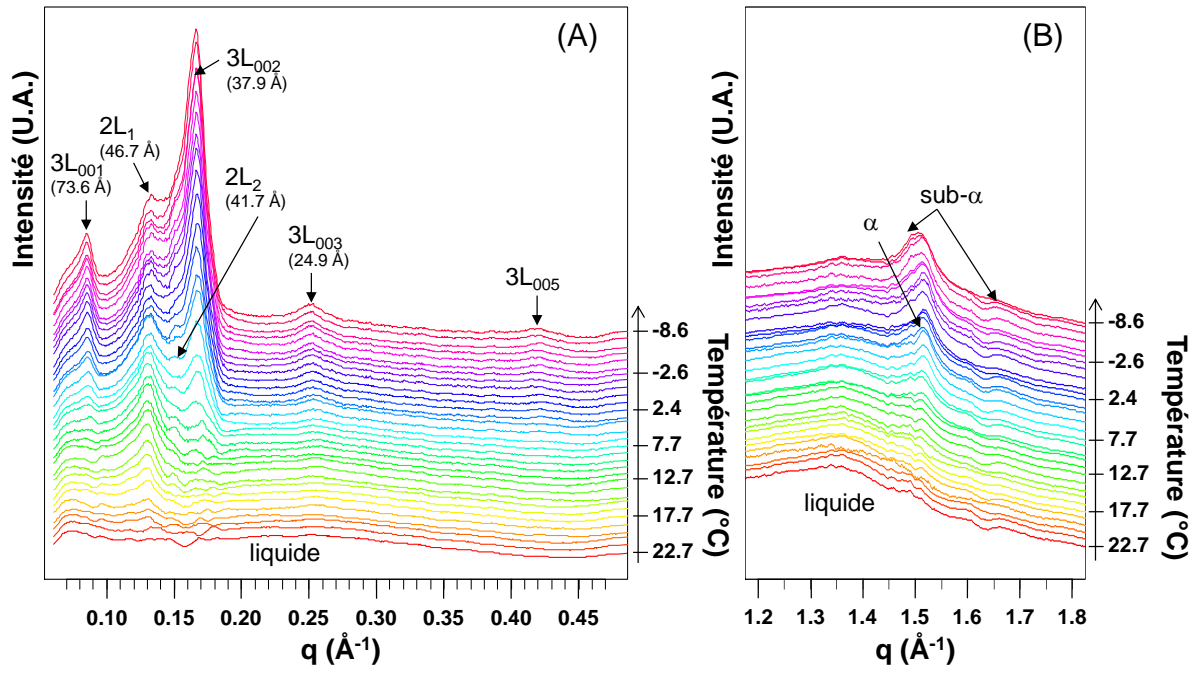 (A)
Intensité (U.A.)
3L001
(73.6 Å)
2L1
(46.7 Å)
3L002
(37.9 Å)
2L2
(41.7 Å)
3L003
(24.9 Å)
3L005
liquide
-8.6
-2.6
2.4
7.7
12.7
17.7
22.7
Température (°C)
0.10 0.15 0.20 0.25 0.30 0.35 0.40 0.45
q (Å-1)
(B)
Intensité (U.A.)
sub-α
α
liquide
-8.6
-2.6
2.4
7.7
12.7
17.7
22.7
Température (°C)
1.2 1.3 1.4 1.5 1.6 1.7 1.8
q (Å-1)